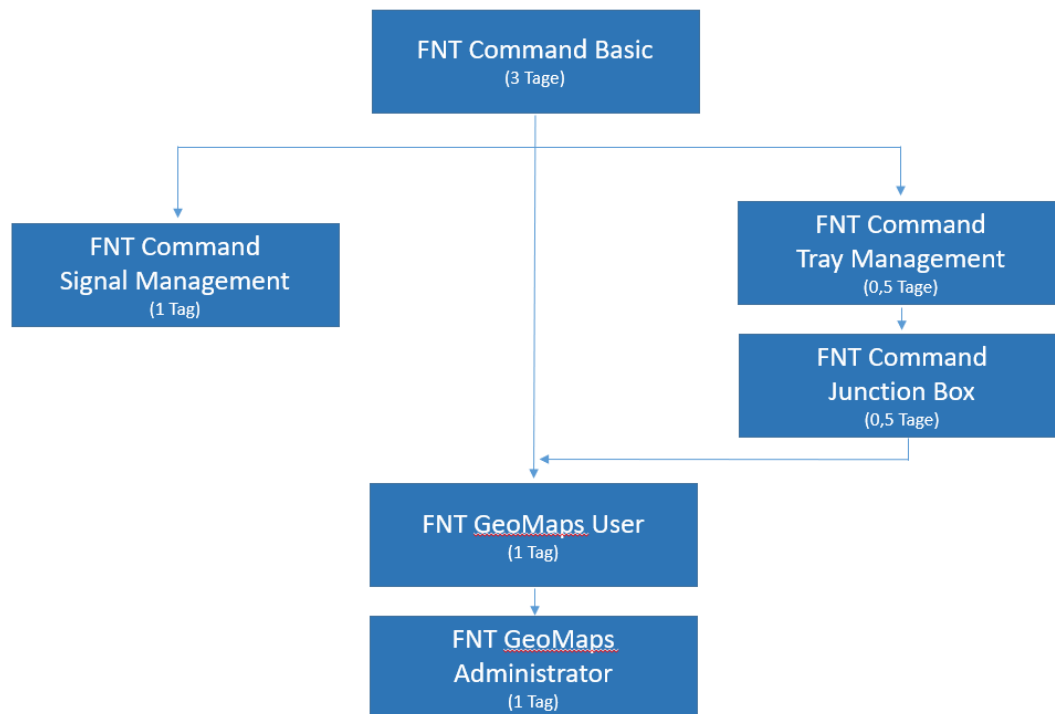 FNT Command Basic
(3 Tage)
FNT Command
Signal Management
(1 Tag)
FNT Command
Tray Management
(0,5 Tage)
FNT Command
Junction Box
(0,5 Tage)
FNT GeoMaps User
(1 Tag)
FNT GeoMaps
Administrator
(1 Tag)